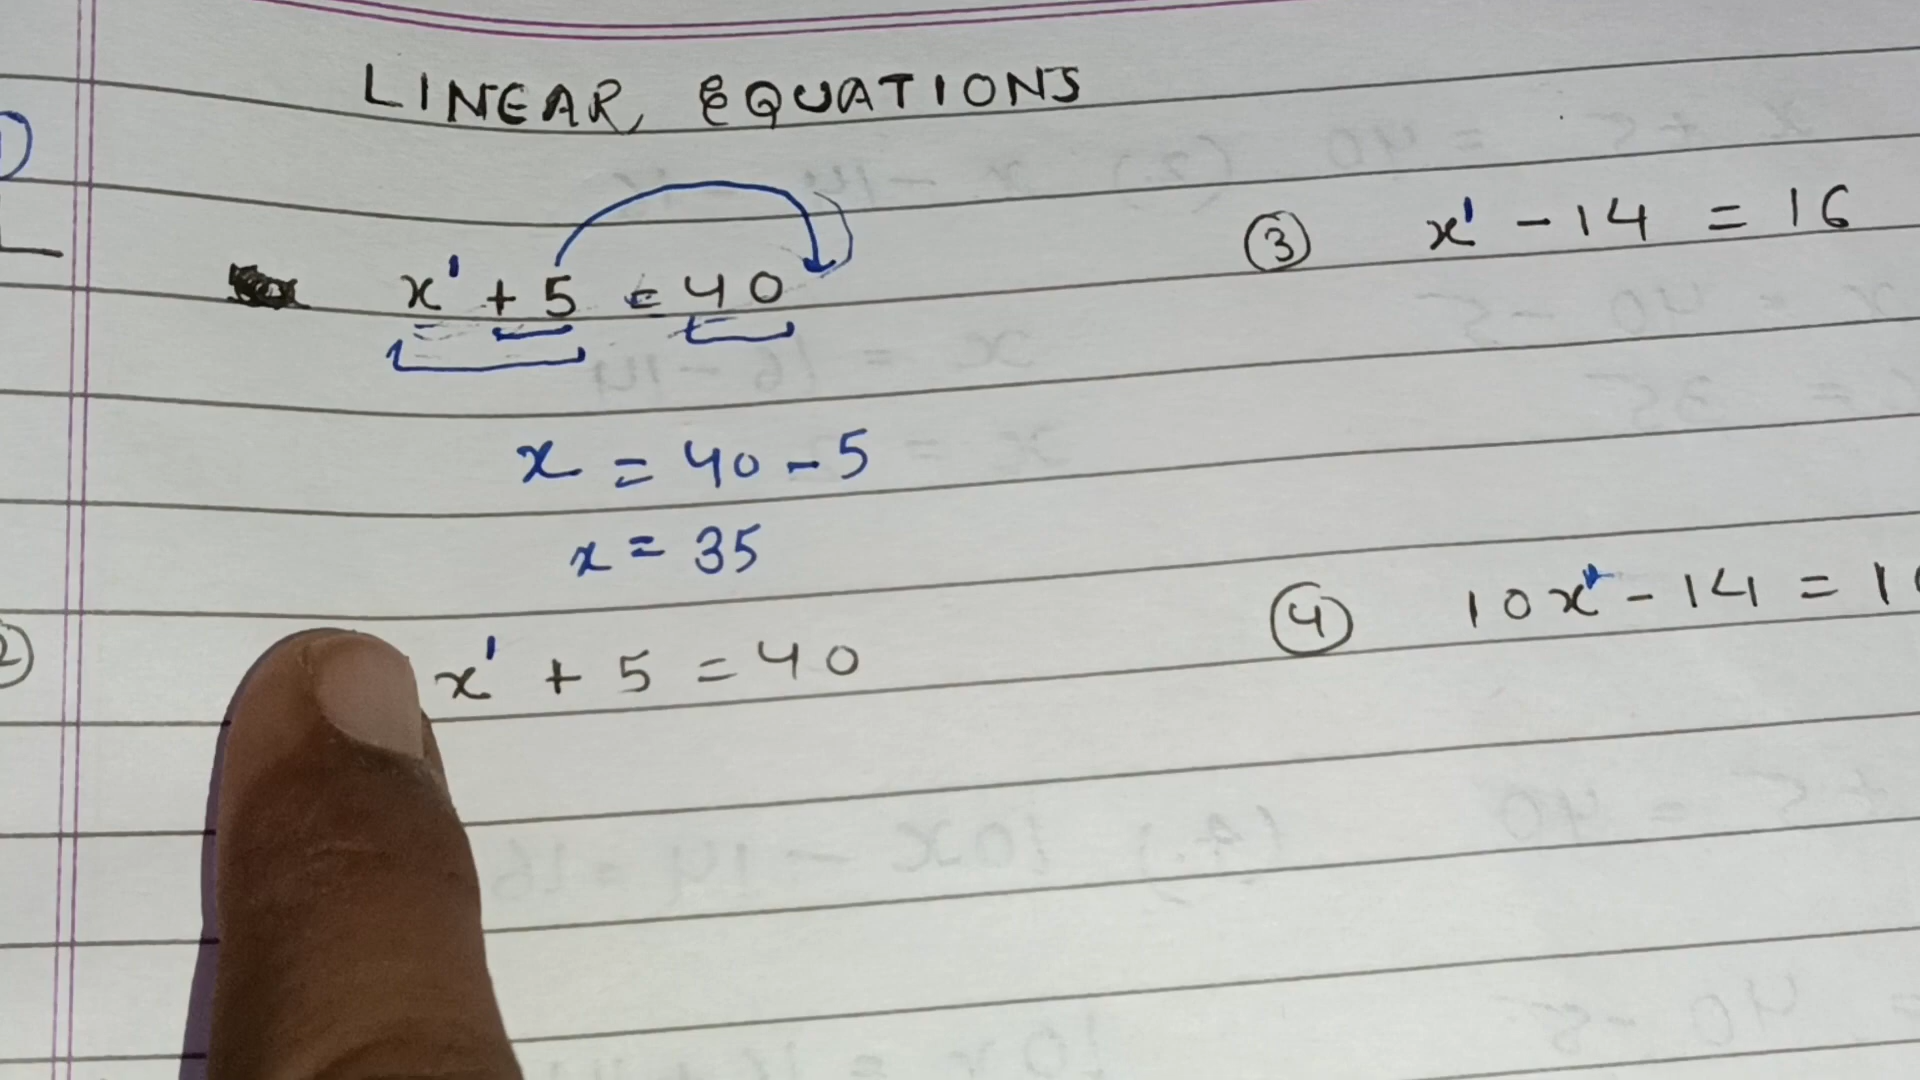 LINEAR EQUATIONS
x¹ + 5 = 40
x = 40 - 5
x = 35
x¹ + 5 = 40
③ x¹ - 14 = 16
④ 10x¹ - 14 = 1